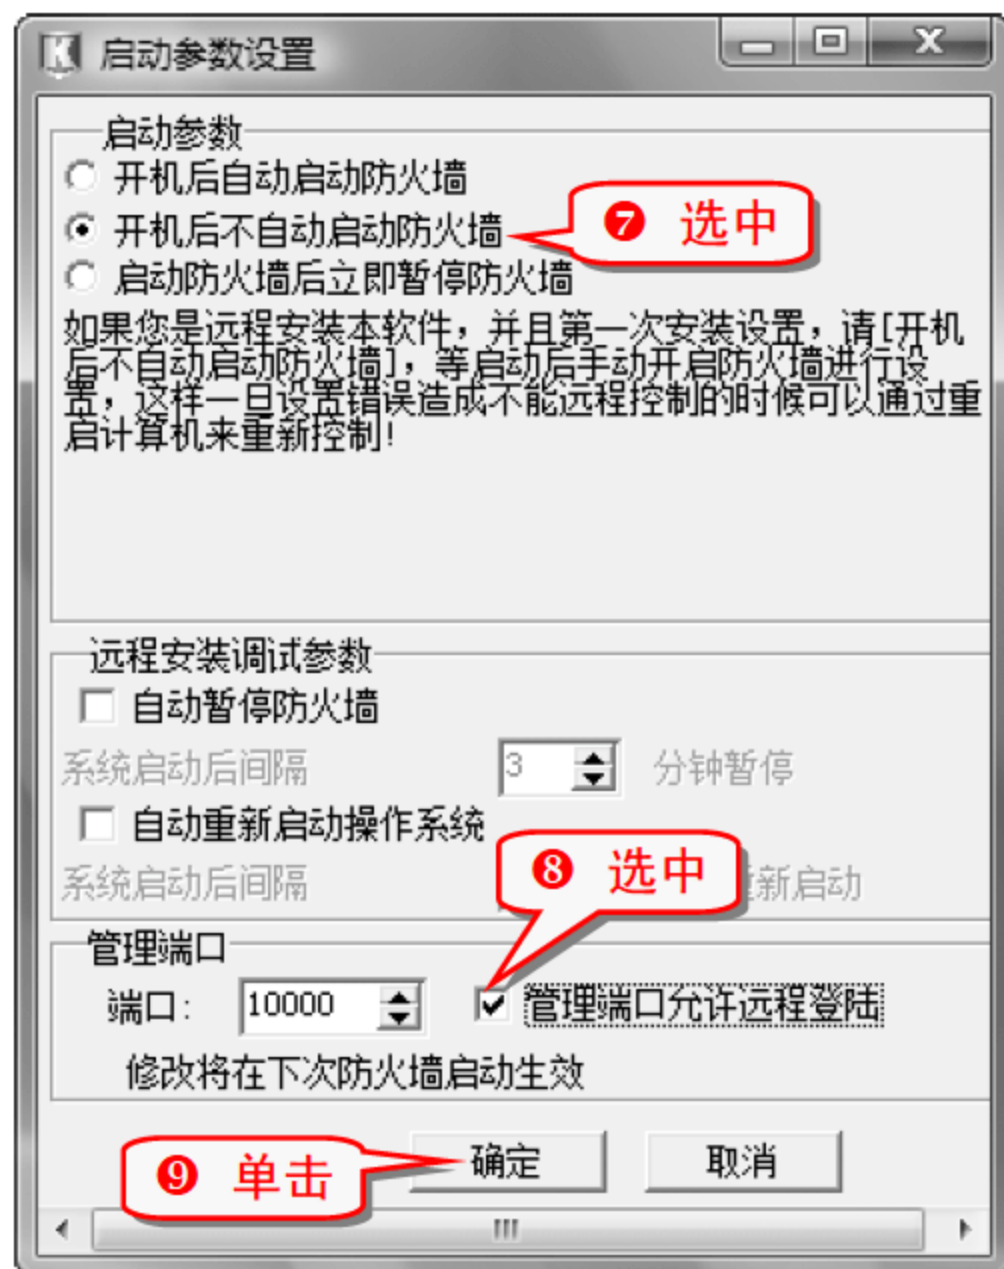 启动参数设置
启动参数
开机后自动启动防火墙
开机后不自动启动防火墙
❼ 选中
启动防火墙后立即暂停防火墙
如果您是远程安装本软件，并且第一次安装设置，请[开机
后不自动启动防火墙]，等启动后手动开启防火墙进行设
置，这样一旦设置错误造成不能远程控制的时候可以通过重
启计算机来重新控制!
远程安装调试参数
自动暂停防火墙
系统启动后间隔 3 分钟暂停
自动重新启动操作系统
❽ 选中
系统启动后间隔 新启动
管理端口
端口: 10000 管理端口允许远程登陆
修改将在下次防火墙启动生效
❾ 单击
确定 取消